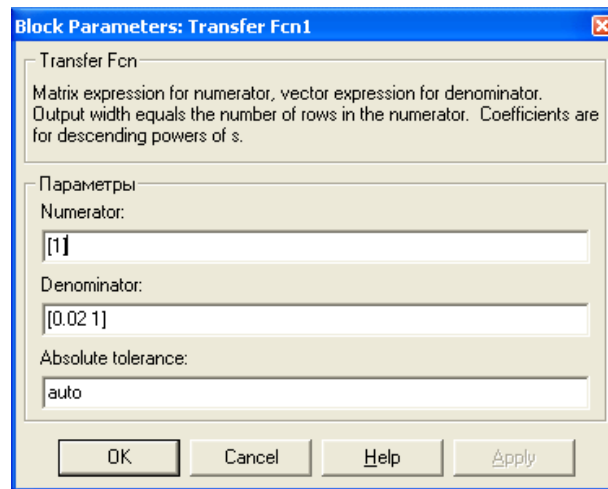 Block Parameters: Transfer Fcn1
Transfer Fcn
Matrix expression for numerator, vector expression for denominator.
Output width equals the number of rows in the numerator. Coefficients are
for descending powers of s.
Параметры
Numerator:
[1]
Denominator:
[0.02 1]
Absolute tolerance:
auto
OK Cancel Help Apply